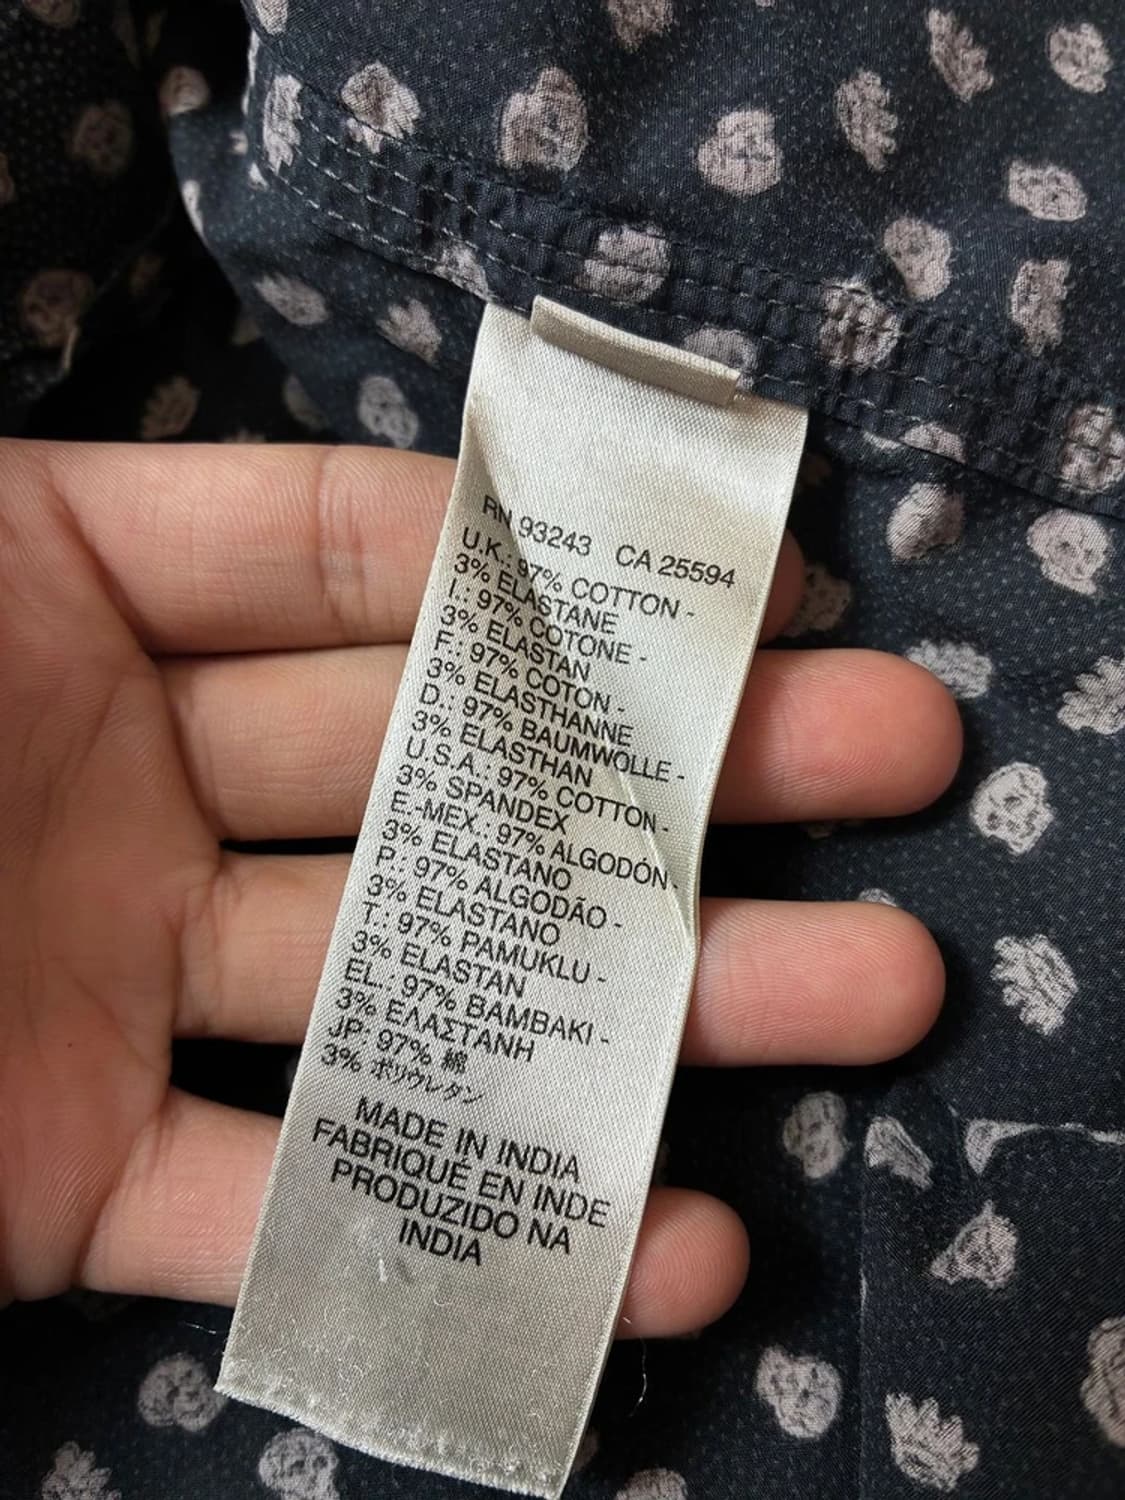 RN 93243 CA 25594
U.K.: 97% COTTON -
3% ELASTANE
I.: 97% COTONE -
3% ELASTAN
F.: 97% COTON -
3% ELASTHANNE
D.: 97% BAUMWOLLE -
3% ELASTHAN
U.S.A.: 97% COTTON -
3% SPANDEX
E.-MEX.: 97% ALGODÓN -
3% ELASTANO
P.: 97% ALGODÃO -
3% ELASTANO
T.: 97% PAMUKLU -
3% ELASTAN
EL.: 97% BAMBAKI -
3% ΕΛΑΣΤΑΝΗ
JP: 97% 綿
3% ポリウレタン
MADE IN INDIA
FABRIQUÉ EN INDE
PRODUZIDO NA
INDIA